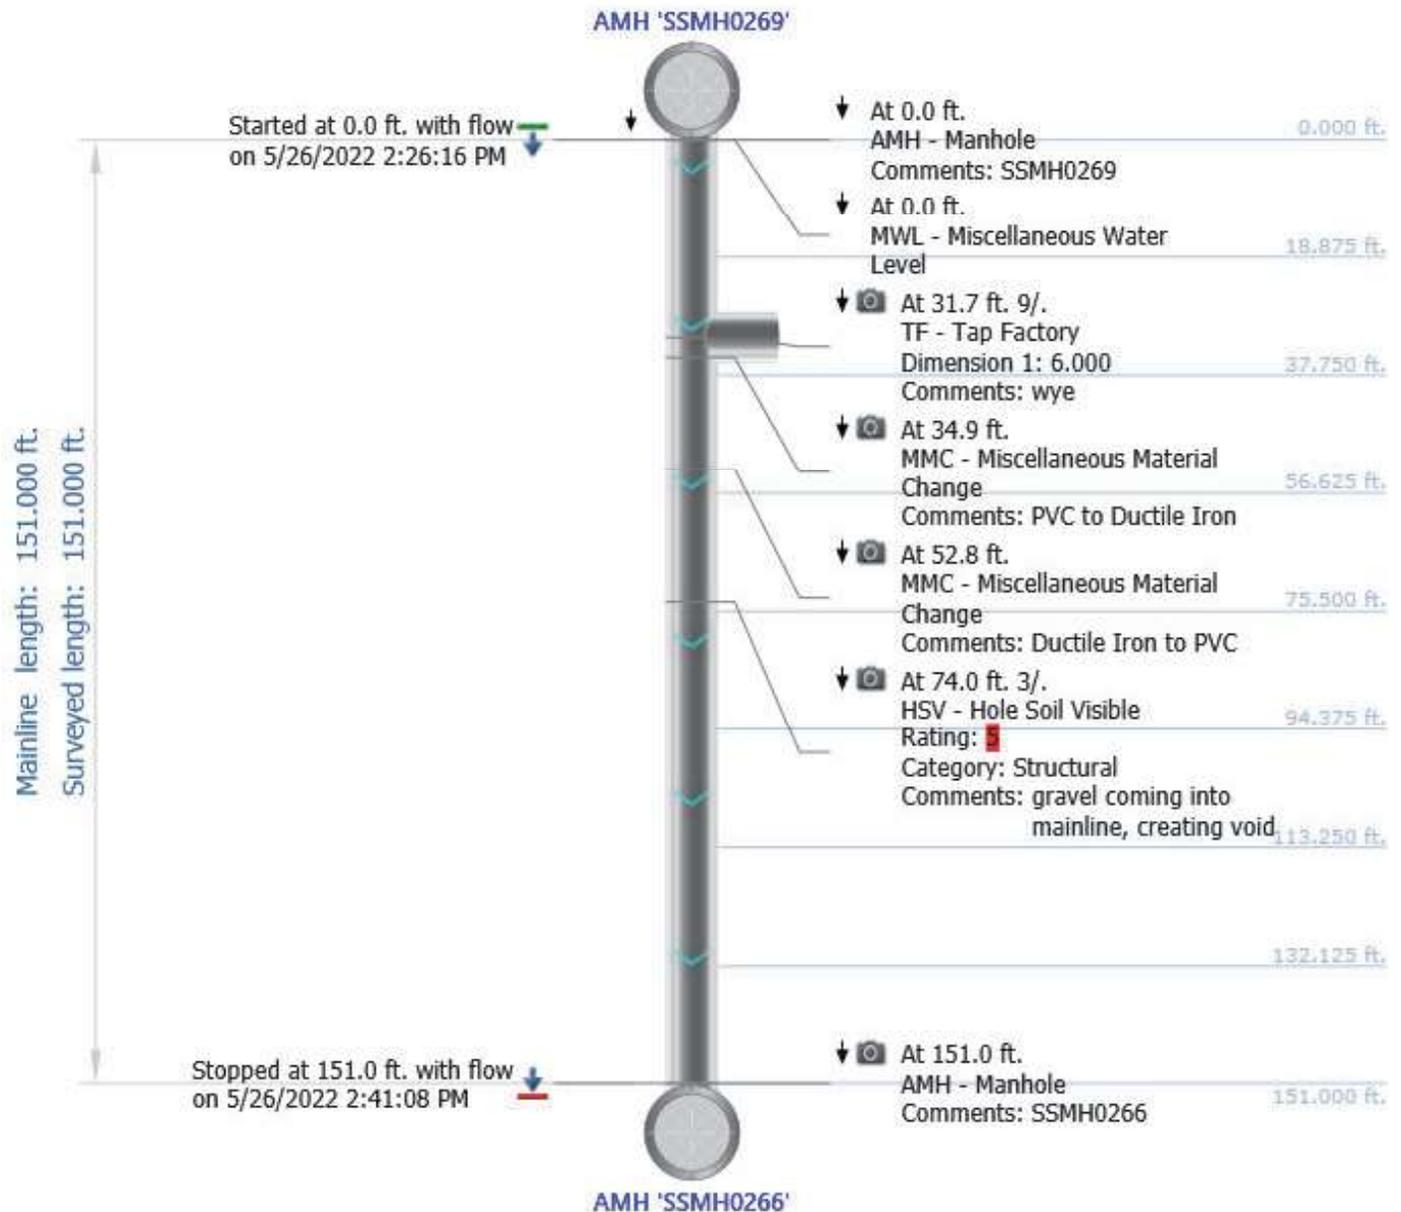 AMH 'SSMH0269'
Started at 0.0 ft. with flow
on 5/26/2022 2:26:16 PM
At 0.0 ft.
AMH - Manhole
Comments: SSMH0269
0.000 ft.
At 0.0 ft.
MWL - Miscellaneous Water
Level
18.875 ft.
At 31.7 ft. 9/.
TF - Tap Factory
Dimension 1: 6.000
Comments: wye
37.750 ft.
At 34.9 ft.
MMC - Miscellaneous Material
Change
Comments: PVC to Ductile Iron
56.625 ft.
At 52.8 ft.
MMC - Miscellaneous Material
Change
Comments: Ductile Iron to PVC
75.500 ft.
At 74.0 ft. 3/.
HSV - Hole Soil Visible
Rating: 5
Category: Structural
Comments: gravel coming into
mainline, creating void
94.375 ft.
113.250 ft.
132.125 ft.
Mainline length: 151.000 ft.
Surveyed length: 151.000 ft.
Stopped at 151.0 ft. with flow
on 5/26/2022 2:41:08 PM
At 151.0 ft.
AMH - Manhole
Comments: SSMH0266
151.000 ft.
AMH 'SSMH0266'